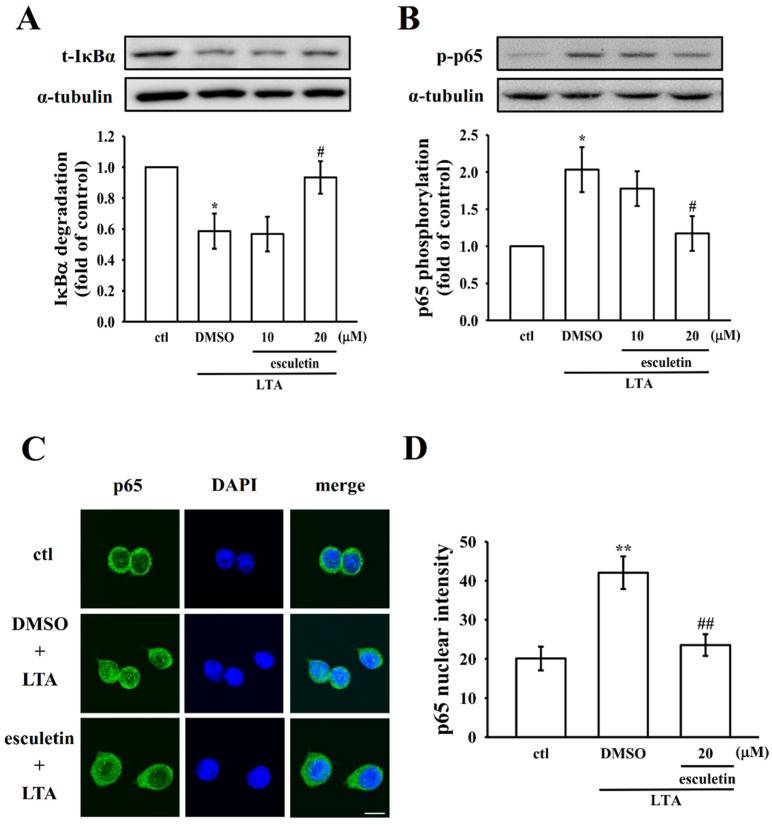 A
t-IκBα
α-tubulin
IκBα degradation
(fold of control)
1.2
1.0
0.8
0.6
0.4
0.2
0.0
*
#
ctl DMSO 10 20 (μM)
esculetin
LTA
B
p-p65
α-tubulin
p65 phosphorylation
(fold of control)
2.5
2.0
1.5
1.0
0.5
0.0
*
#
ctl DMSO 10 20 (μM)
esculetin
LTA
C
p65 DAPI merge
ctl
DMSO
+
LTA
esculetin
+
LTA
D
p65 nuclear intensity
50
40
30
20
10
0
**
##
ctl DMSO 20 (μM)
esculetin
LTA